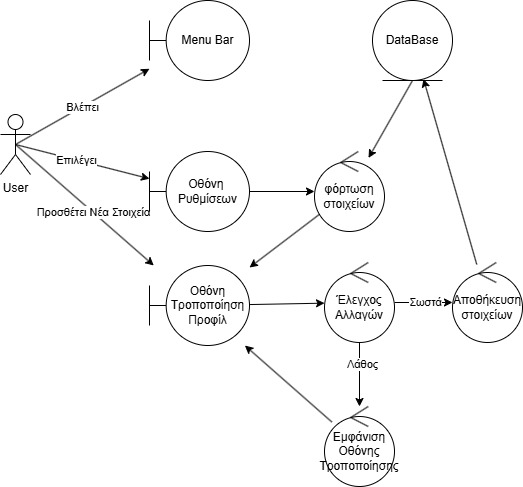 Menu Bar
DataBase
Βλέπει
User
Επιλέγει
Οθόνη
Ρυθμίσεων
φόρτωση
στοιχείων
Προσθέτει Νέα Στοιχεία
Οθόνη
Τροποποίηση
Προφίλ
Έλεγχος
Αλλαγών
Σωστά
Αποθήκευση
στοιχείων
Λάθος
Εμφάνιση
Οθόνης
Τροποποίησης